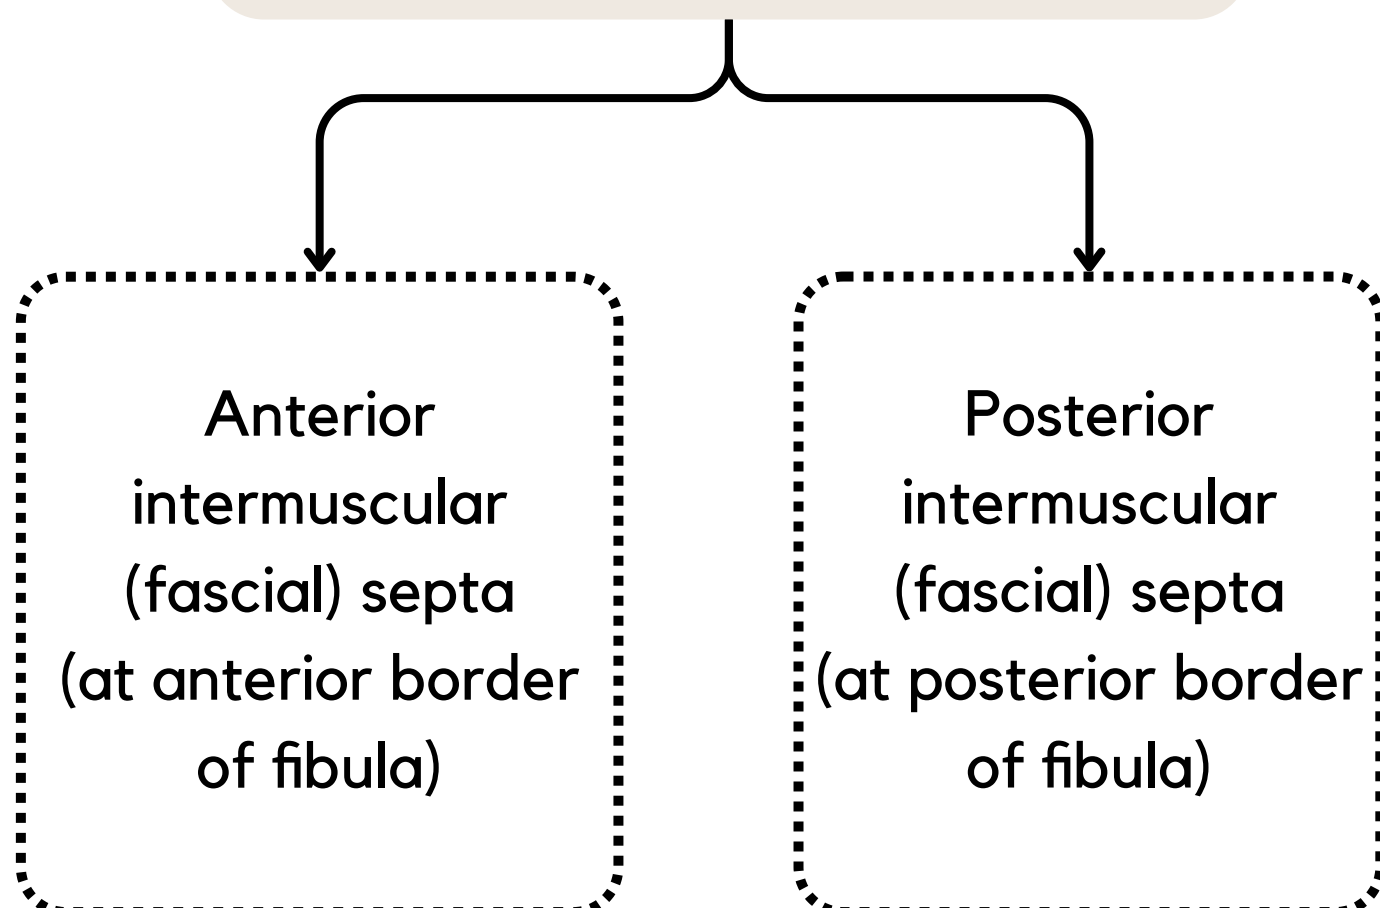 Anterior
intermuscular
(fascial) septa
(at anterior border
of fibula)
Posterior
intermuscular
(fascial) septa
(at posterior border
of fibula)